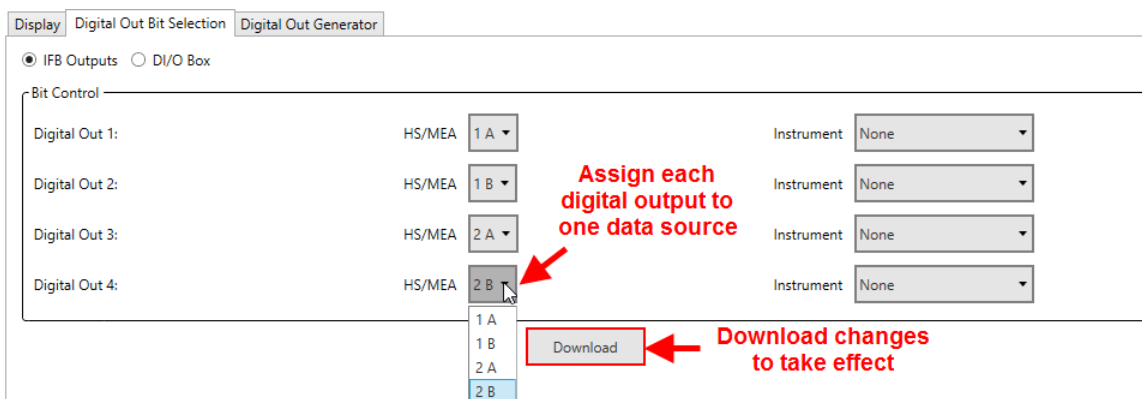 Display Digital Out Bit Selection Digital Out Generator
IFB Outputs DI/O Box
Bit Control
Digital Out 1: HS/MEA 1 A Instrument None
Digital Out 2: HS/MEA 1 B Instrument None
Digital Out 3: HS/MEA 2 A Instrument None
Digital Out 4: HS/MEA 2 B Instrument None
Assign each
digital output to
one data source
1 A
1 B
2 A
2 B
Download
Download changes
to take effect